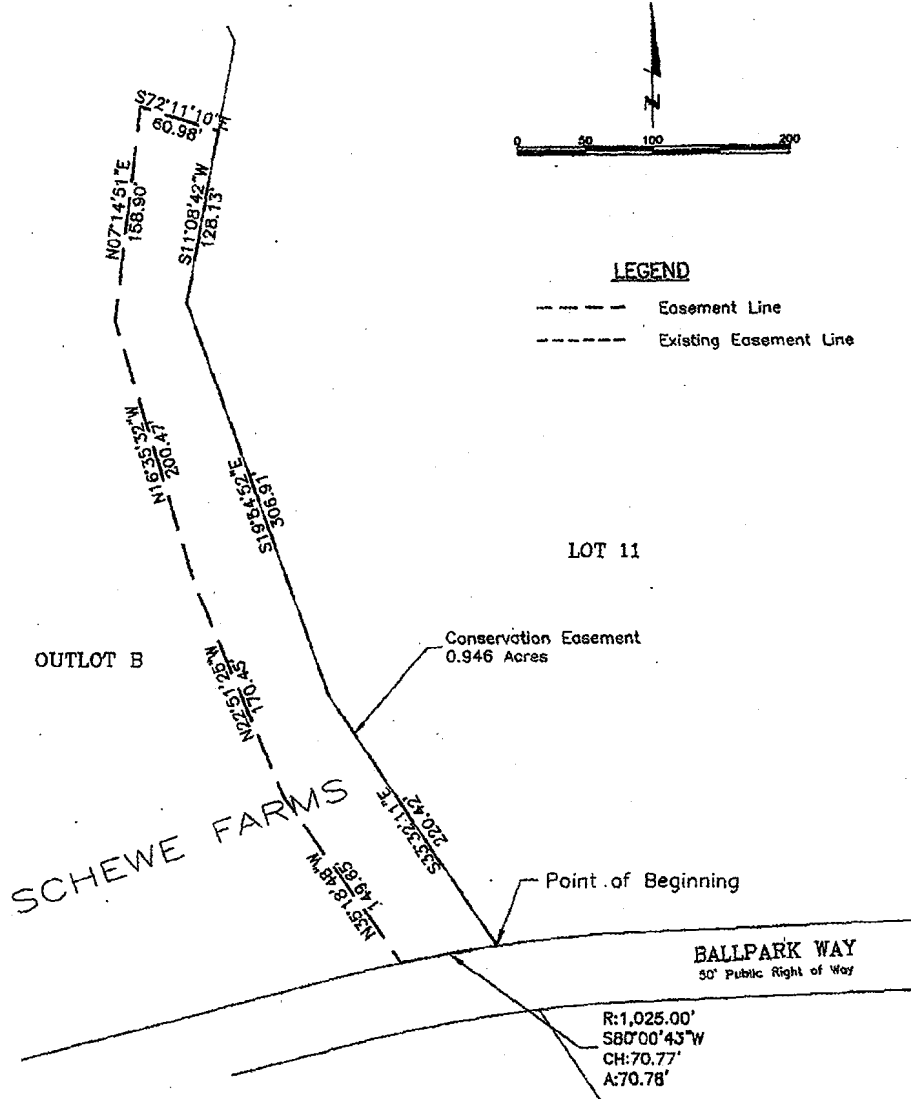 S72°11'10"E
60.98'
N07°14'51"E
158.90'
S11°08'42"W
128.13'
N
0 50 100 200
LEGEND
Easement Line
Existing Easement Line
N16°35'32"W
200.47'
S19°54'52"E
306.91'
LOT 11
OUTLOT B
Conservation Easement
0.946 Acres
N22°51'25"W
170.45'
SCHEWE FARMS
N35°18'48"W
149.65'
S33°32'11"E
220.42'
Point of Beginning
BALLPARK WAY
50' Public Right of Way
R:1,025.00'
S80°00'43"W
CH:70.77'
A:70.78'